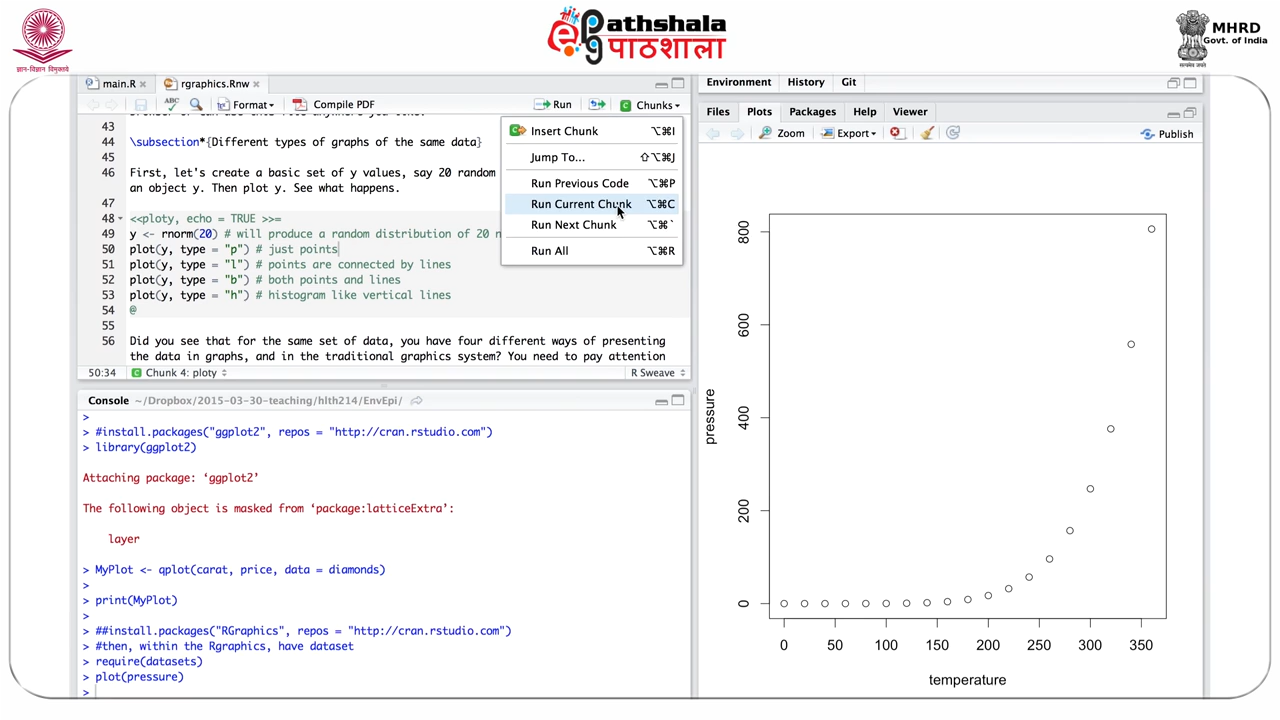 ज्ञान-विज्ञान विमुक्तये
ePathshala
पाठशाला
सत्यमेव जयते
MHRD
Govt. of India
main.R
rgraphics.Rnw
ABC
Format
Compile PDF
Run
Chunks
43
44 \subsection*{Different types of graphs of the same data}
45
46 First, let's create a basic set of y values, say 20 random
an object y. Then plot y. See what happens.
47
48 <<ploty, echo = TRUE >>=
49 y <- rnorm(20) # will produce a random distribution of 20 n
50 plot(y, type = "p") # just points
51 plot(y, type = "l") # points are connected by lines
52 plot(y, type = "b") # both points and lines
53 plot(y, type = "h") # histogram like vertical lines
54 @
55
56 Did you see that for the same set of data, you have four different ways of presenting
the data in graphs, and in the traditional graphics system? You need to pay attention
50:34 Chunk 4: ploty R Sweave
Insert Chunk ⌥⌘I
Jump To... ⇧⌥⌘J
Run Previous Code ⌥⌘P
Run Current Chunk ⌥⌘C
Run Next Chunk ⌥⌘`
Run All ⌥⌘R
Console ~/Dropbox/2015-03-30-teaching/hlth214/EnvEpi/
>
> #install.packages("ggplot2", repos = "http://cran.rstudio.com")
> library(ggplot2)
Attaching package: ‘ggplot2’
The following object is masked from ‘package:latticeExtra’:
layer
> MyPlot <- qplot(carat, price, data = diamonds)
>
> print(MyPlot)
>
> ##install.packages("RGraphics", repos = "http://cran.rstudio.com")
> #then, within the Rgraphics, have dataset
> require(datasets)
> plot(pressure)
>
Environment History Git
Files Plots Packages Help Viewer
Zoom Export Publish
800
600
400
200
0
pressure
0 50 100 150 200 250 300 350
temperature